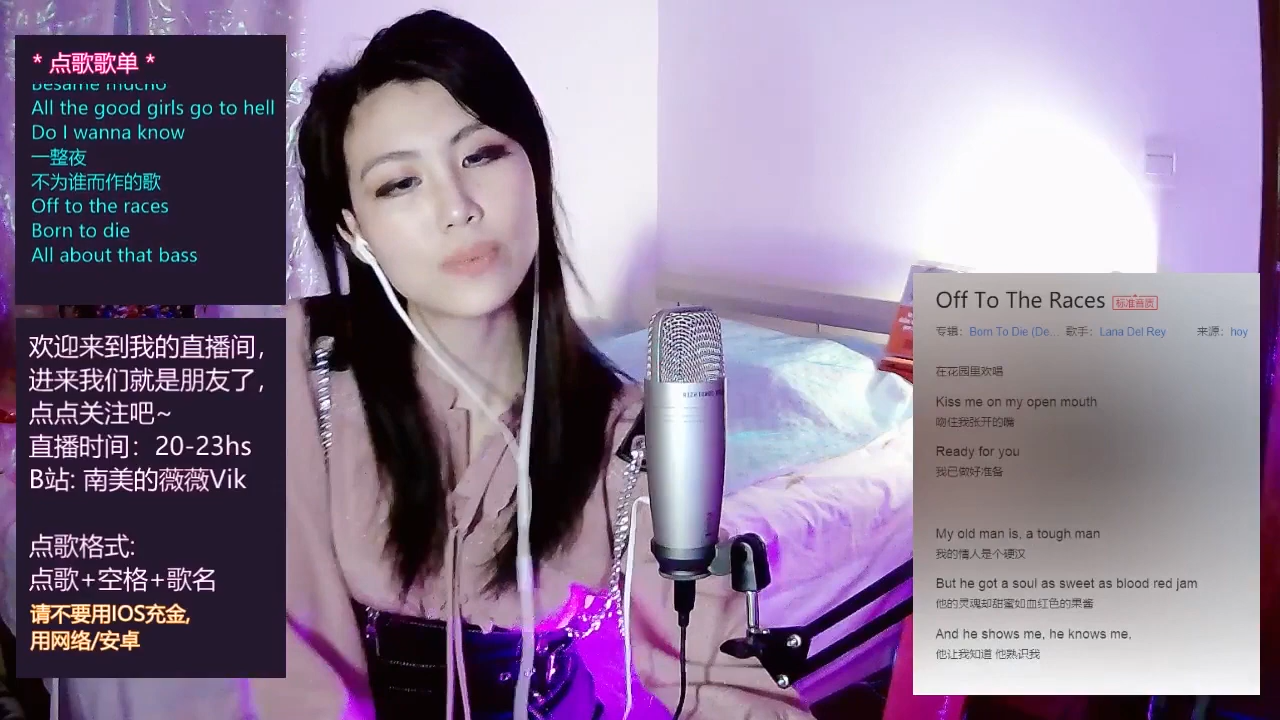 * 点歌歌单 *
Besame mucho
All the good girls go to hell
Do I wanna know
一整夜
不为谁而作的歌
Off to the races
Born to die
All about that bass
欢迎来到我的直播间，
进来我们就是朋友了，
点点关注吧~
直播时间：20-23hs
B站: 南美的薇薇Vik
点歌格式:
点歌+空格+歌名
请不要用IOS充金,
用网络/安卓
Off To The Races 标准音质
专辑：Born To Die (De... 歌手：Lana Del Rey 来源：hoy
在花园里欢唱
Kiss me on my open mouth
吻住我张开的嘴
Ready for you
我已做好准备
My old man is, a tough man
我的情人是个硬汉
But he got a soul as sweet as blood red jam
他的灵魂却甜蜜如血红色的果酱
And he shows me, he knows me,
他让我知道 他熟识我